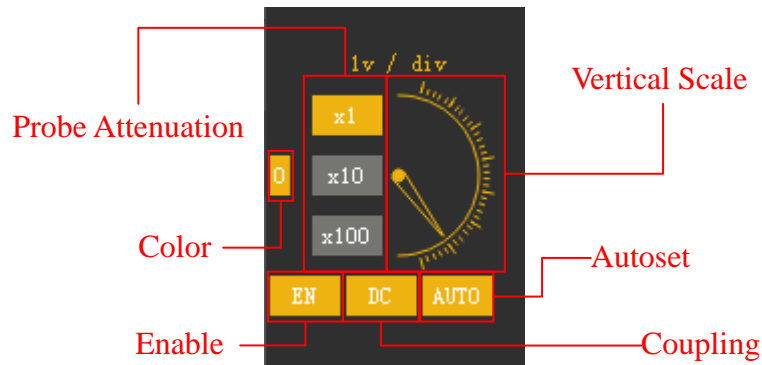 1v / div
Vertical Scale
x1
Probe Attenuation
0
x10
x100
Color
Autoset
EN
DC
AUTO
Enable
Coupling